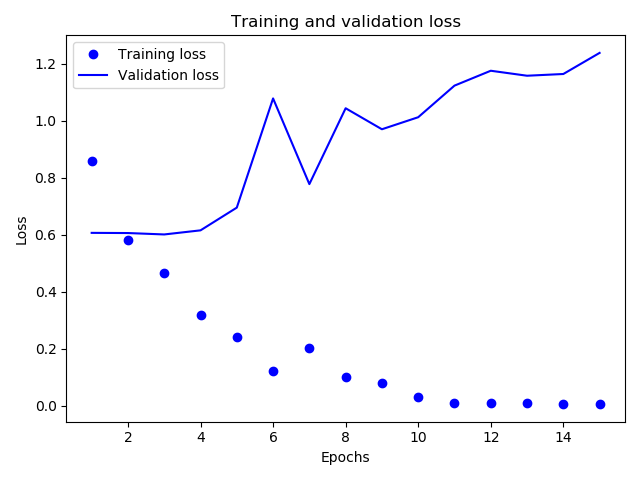 Training and validation loss
Training loss
Validation loss
1.2
1.0
0.8
0.6
0.4
0.2
0.0
Loss
2 4 6 8 10 12 14
Epochs